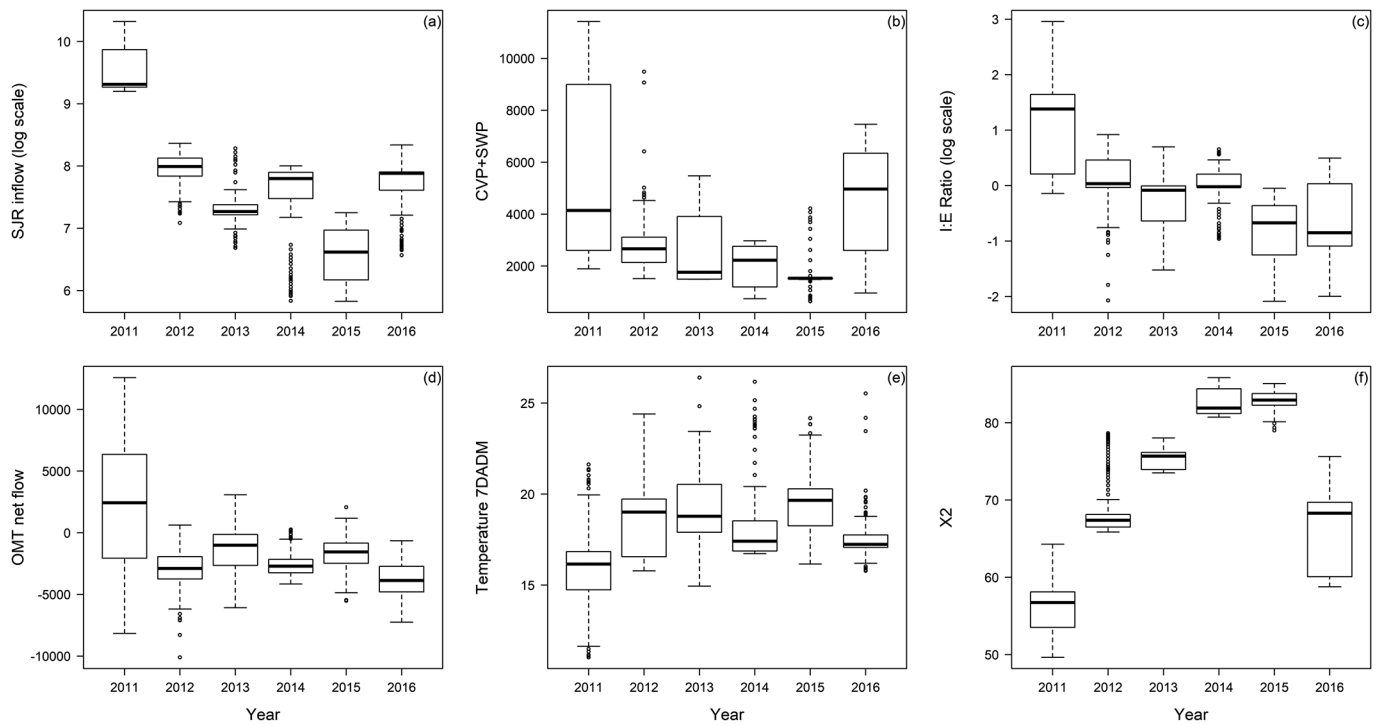 (a)
SJR inflow (log scale)
10
9
8
7
6
2011 2012 2013 2014 2015 2016
(b)
CVP+SWP
10000
8000
6000
4000
2000
2011 2012 2013 2014 2015 2016
(c)
I:E Ratio (log scale)
3
2
1
0
-1
-2
2011 2012 2013 2014 2015 2016
(d)
OMT net flow
10000
5000
0
-5000
-10000
2011 2012 2013 2014 2015 2016
Year
(e)
Temperature 7DADM
25
20
15
2011 2012 2013 2014 2015 2016
Year
(f)
X2
80
70
60
50
2011 2012 2013 2014 2015 2016
Year